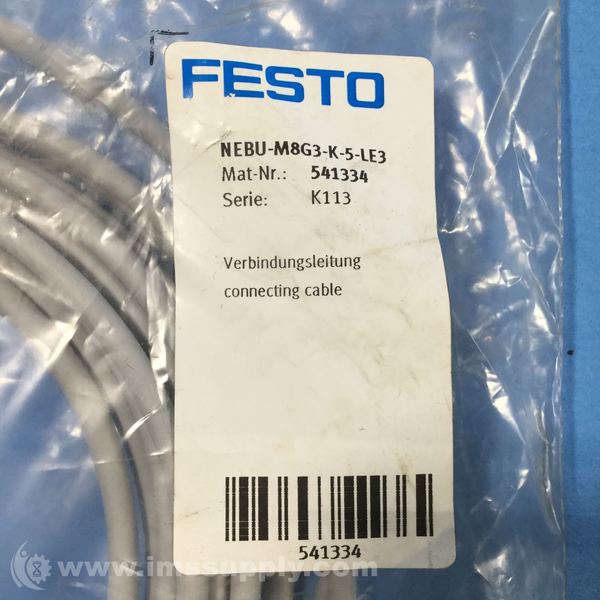 FESTO
NEBU-M8G3-K-5-LE3
Mat-Nr.: 541334
Serie: K113
Verbindungsleitung
connecting cable
541334
www.imssupply.com